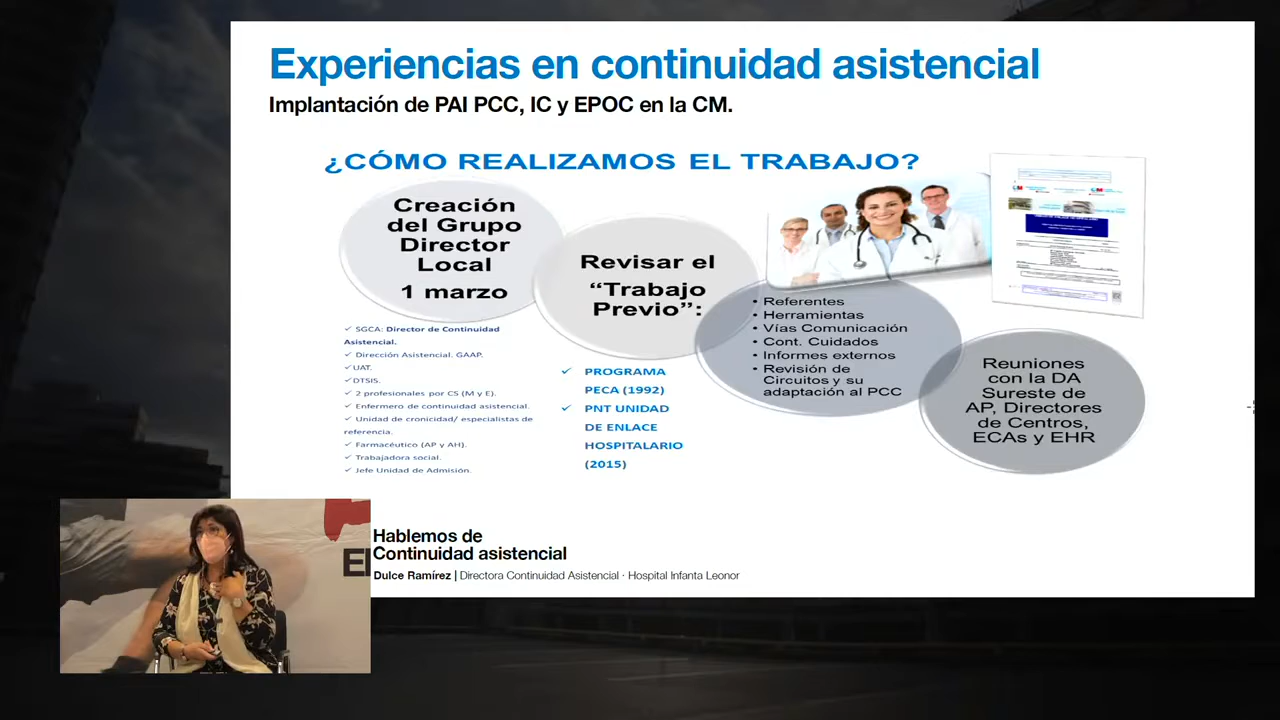 Experiencias en continuidad asistencial
Implantación de PAI PCC, IC y EPOC en la CM.
¿CÓMO REALIZAMOS EL TRABAJO?
Creación
del Grupo
Director
Local
1 marzo
✓ SGCA: Director de Continuidad
Asistencial.
✓ Dirección Asistencial. GAAP.
✓ UAT.
✓ DTSIS.
✓ 2 profesionales por CS (M y E).
✓ Enfermero de continuidad asistencial.
✓ Unidad de cronicidad/ especialistas de
referencia.
✓ Farmacéutico (AP y AH).
✓ Trabajadora social.
✓ Jefe Unidad de Admisión.
Revisar el
“Trabajo
Previo”:
✓ PROGRAMA
PECA (1992)
✓ PNT UNIDAD
DE ENLACE
HOSPITALARIO
(2015)
• Referentes
• Herramientas
• Vías Comunicación
• Cont. Cuidados
• Informes externos
• Revisión de
Circuitos y su
adaptación al PCC
Reuniones
con la DA
Sureste de
AP, Directores
de Centros,
ECAs y EHR
Hablemos de
Continuidad asistencial
Dulce Ramírez | Directora Continuidad Asistencial · Hospital Infanta Leonor